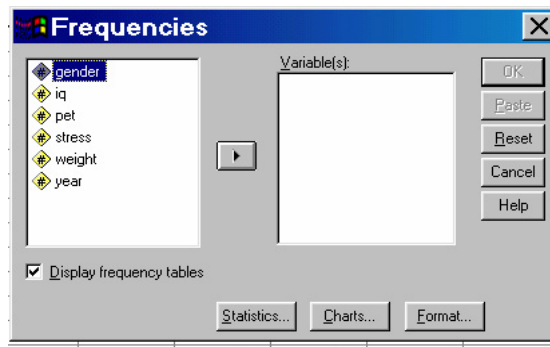 Frequencies
gender
iq
pet
stress
weight
year
Variable(s):
OK
Paste
Reset
Cancel
Help
Display frequency tables
Statistics...
Charts...
Format...